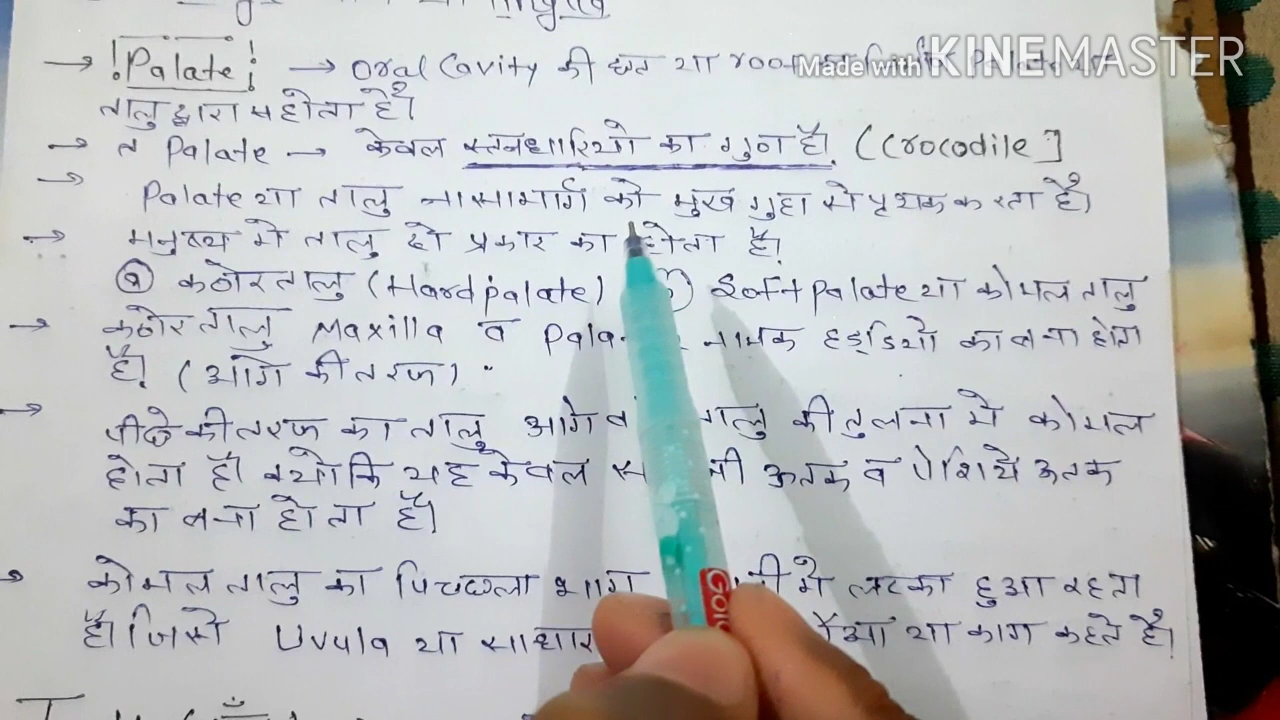 → Palate → Oral Cavity की छत या
Made with KINEMASTER
तालु द्वारा होता है।
→ Palate → केवल स्तनधारियो का गुण है। (Crocodile]
→ Palate या तालु नासामार्ग को मुख गुहा से पृथक करता है।
→ मनुष्य मे तालु दो प्रकार का होता है।
ⓐ कठोर तालु (Hard palate) Soft palate या कोमल तालु
→ कठोर तालु Maxilla व नामक हड्डियो का बना होता
है। (आगे की तरफ)
→ पीछे की तरफ का तालु आगे तालु की तुलना मे कोमल
होता है। क्योकि यह केवल ऊतक व पेशिये ऊतक
का बना होता है।
→ कोमल तालु का पिच्छला भाग मे लटका हुआ रहता
है। जिसे Uvula या या काग कहते है।
GOLD